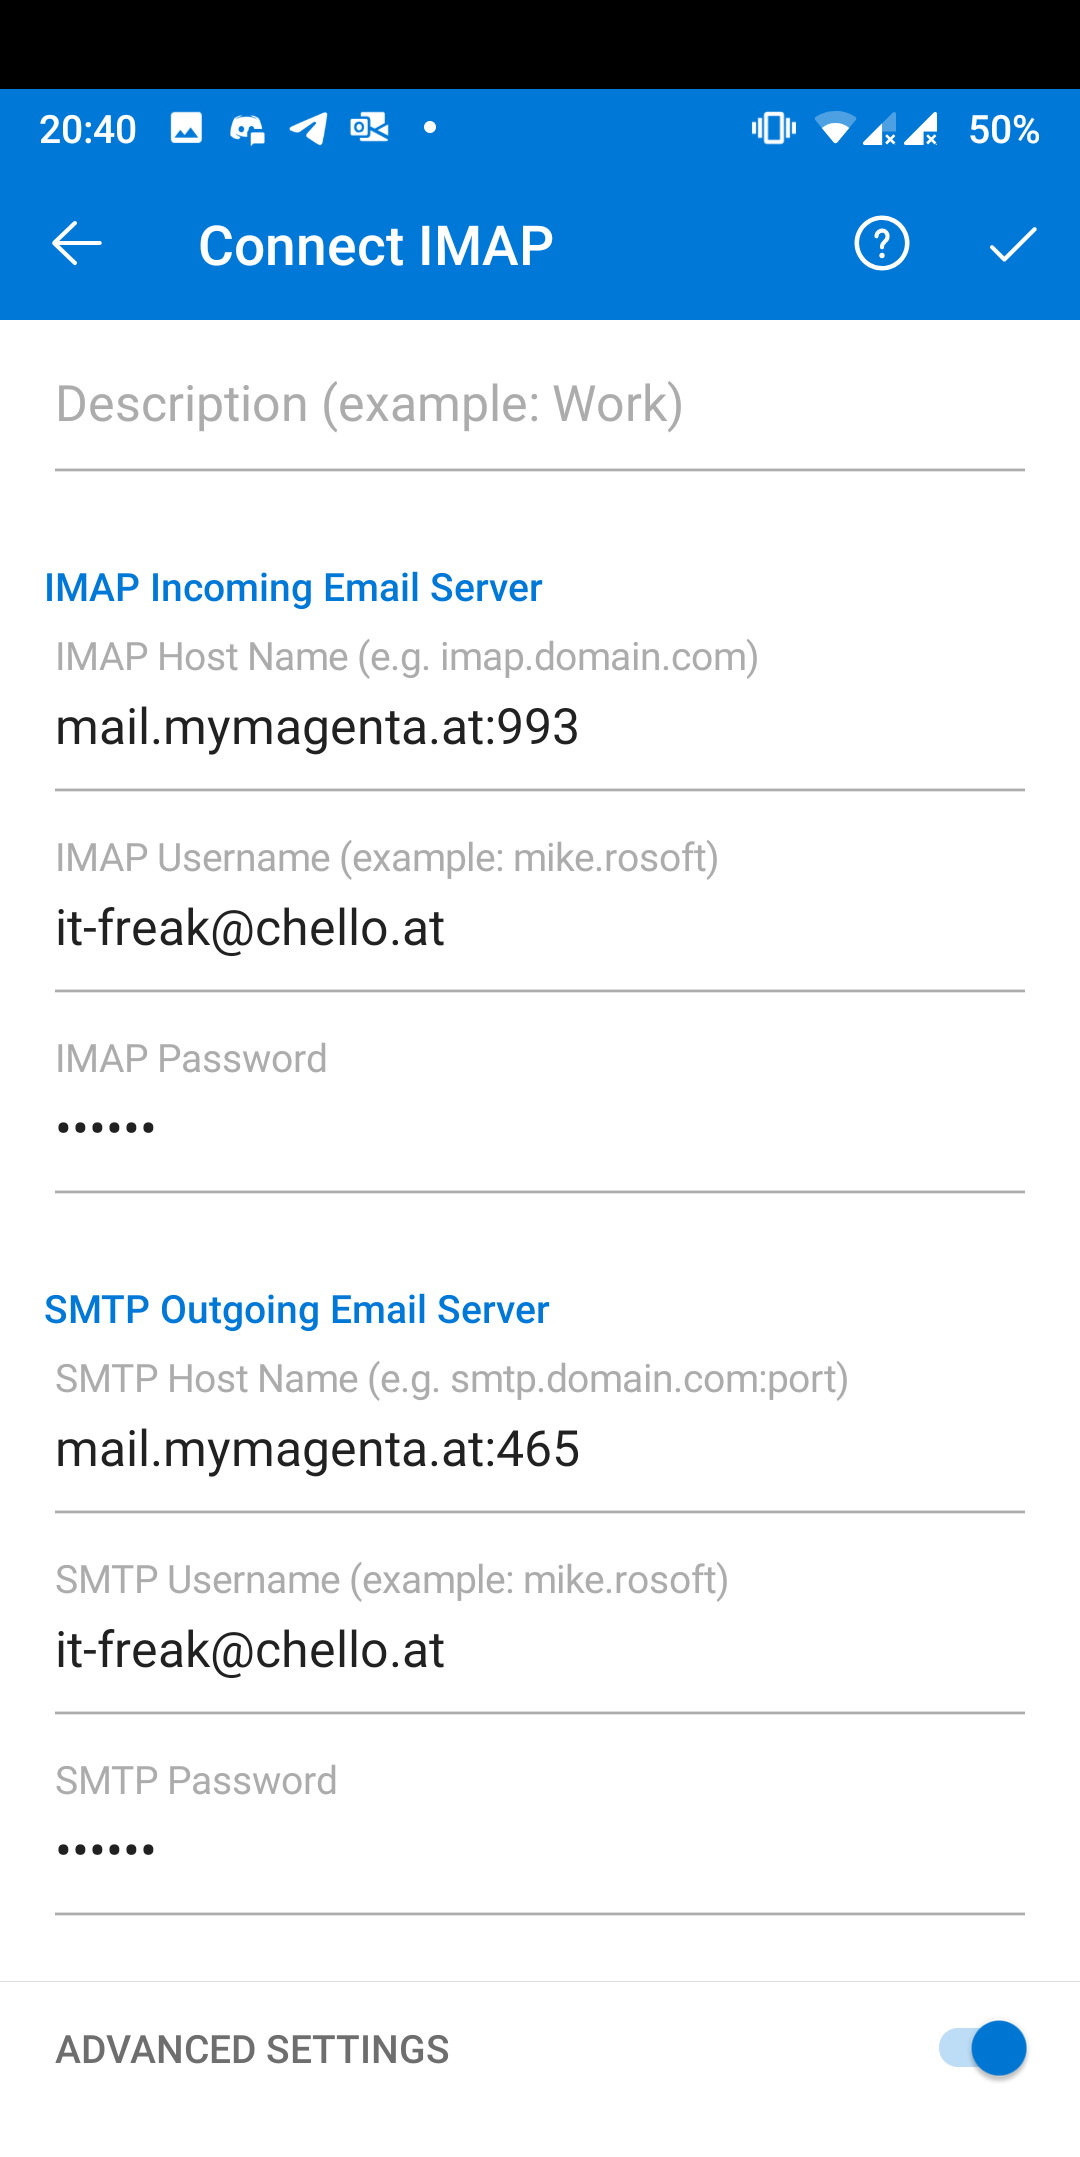 20:40
50%
Connect IMAP
Description (example: Work)
IMAP Incoming Email Server
IMAP Host Name (e.g. imap.domain.com)
mail.mymagenta.at:993
IMAP Username (example: mike.rosoft)
it-freak@chello.at
IMAP Password
••••••
SMTP Outgoing Email Server
SMTP Host Name (e.g. smtp.domain.com:port)
mail.mymagenta.at:465
SMTP Username (example: mike.rosoft)
it-freak@chello.at
SMTP Password
••••••
ADVANCED SETTINGS